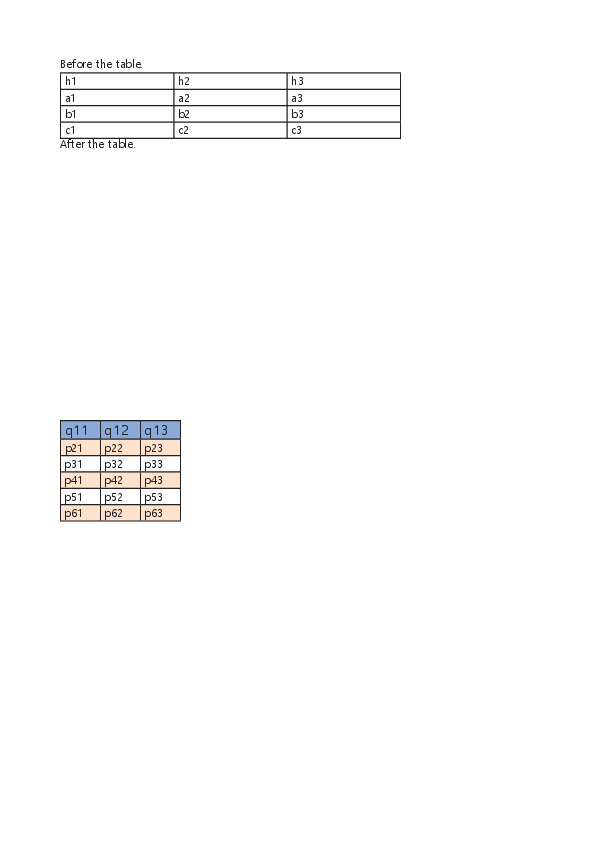 Before the table.
h1 h2 h3
a1 a2 a3
b1 b2 b3
c1 c2 c3
After the table.
q11 q12 q13
p21 p22 p23
p31 p32 p33
p41 p42 p43
p51 p52 p53
p61 p62 p63